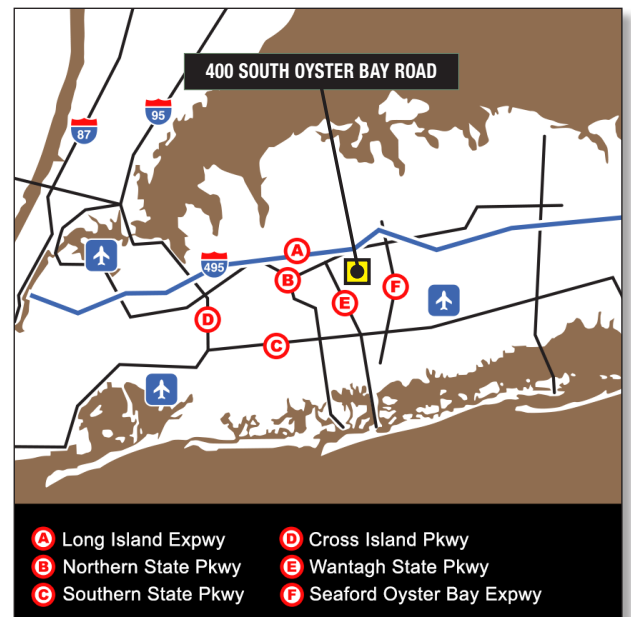 400 SOUTH OYSTER BAY ROAD
95
87
A
495
B
F
E
D
C
A Long Island Expwy
B Northern State Pkwy
C Southern State Pkwy
D Cross Island Pkwy
E Wantagh State Pkwy
F Seaford Oyster Bay Expwy